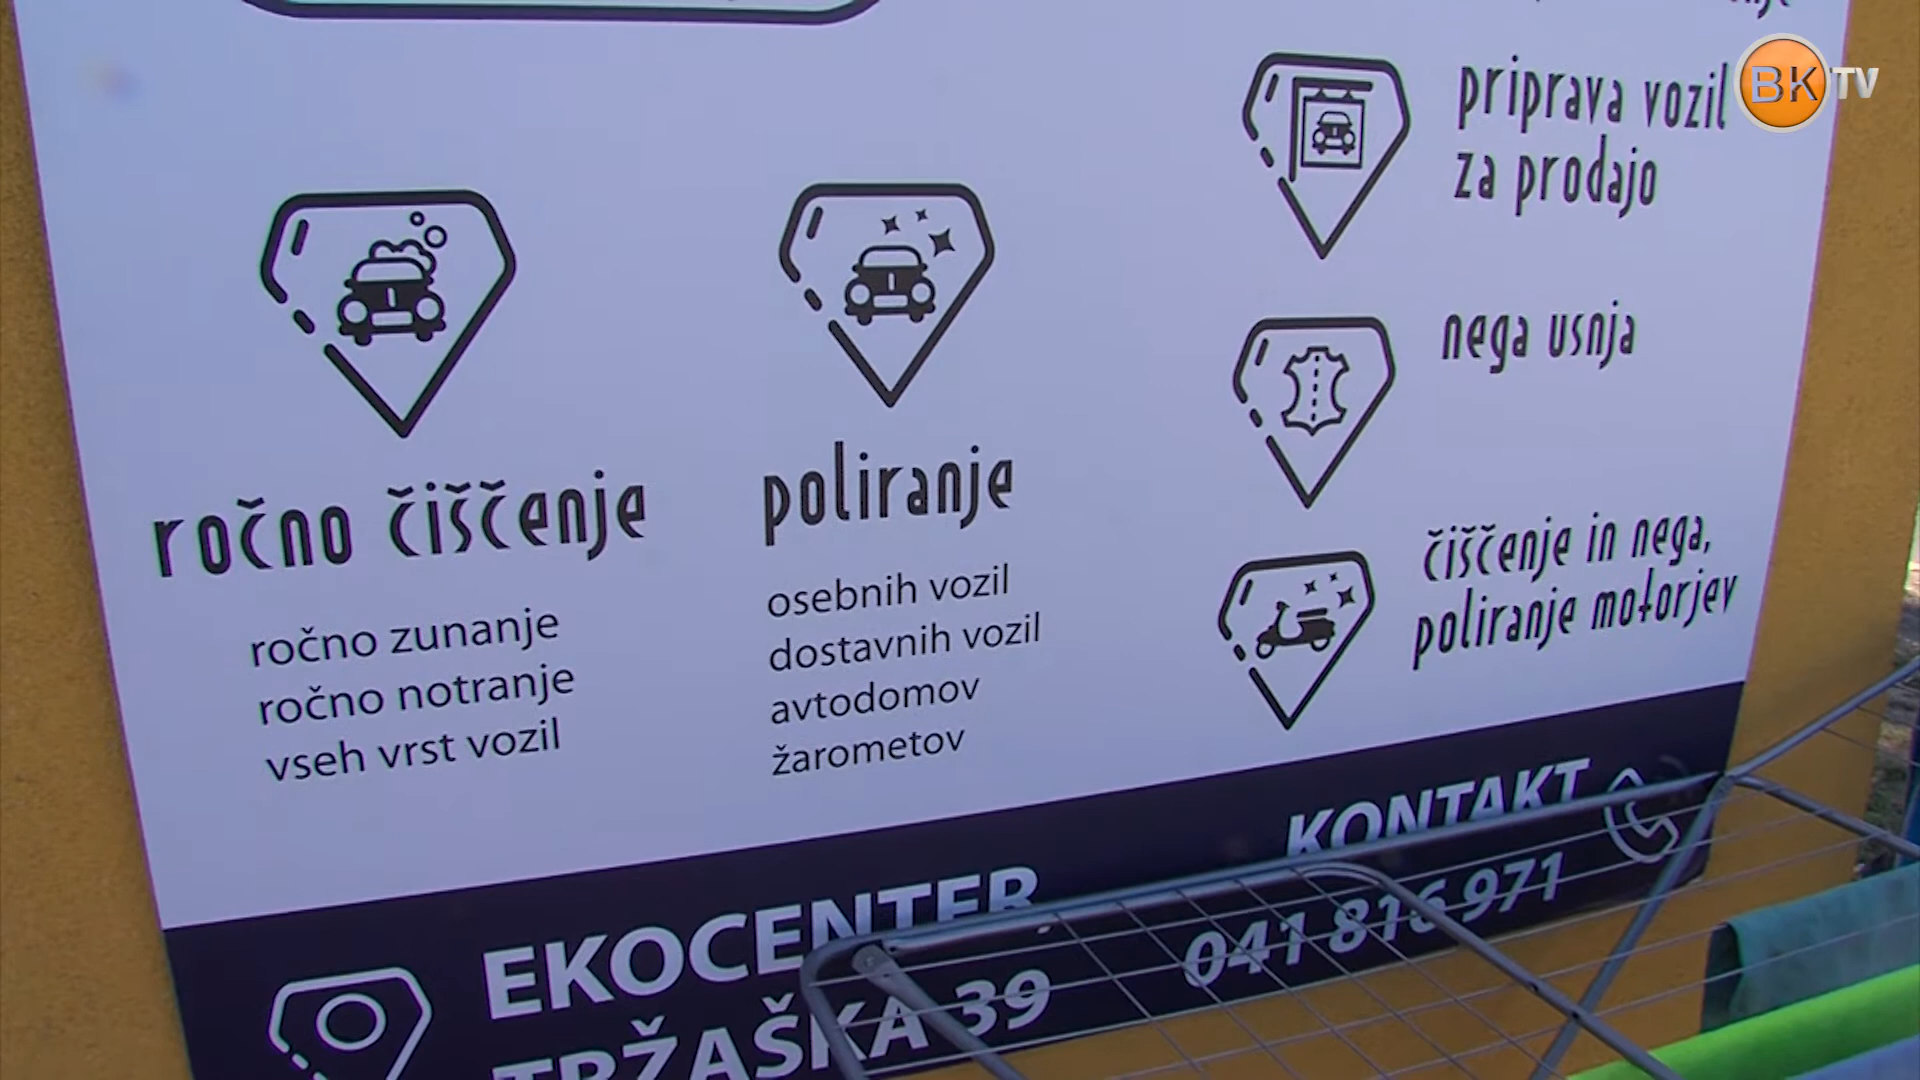 ročno čiščenje
ročno zunanje
ročno notranje
vseh vrst vozil
poliranje
osebnih vozil
dostavnih vozil
avtodomov
žarometov
priprava vozil
za prodajo
nega usnja
čiščenje in nega,
poliranje motorjev
EKOCENTER
TRŽAŠKA 39
KONTAKT
041 816 971
BK TV